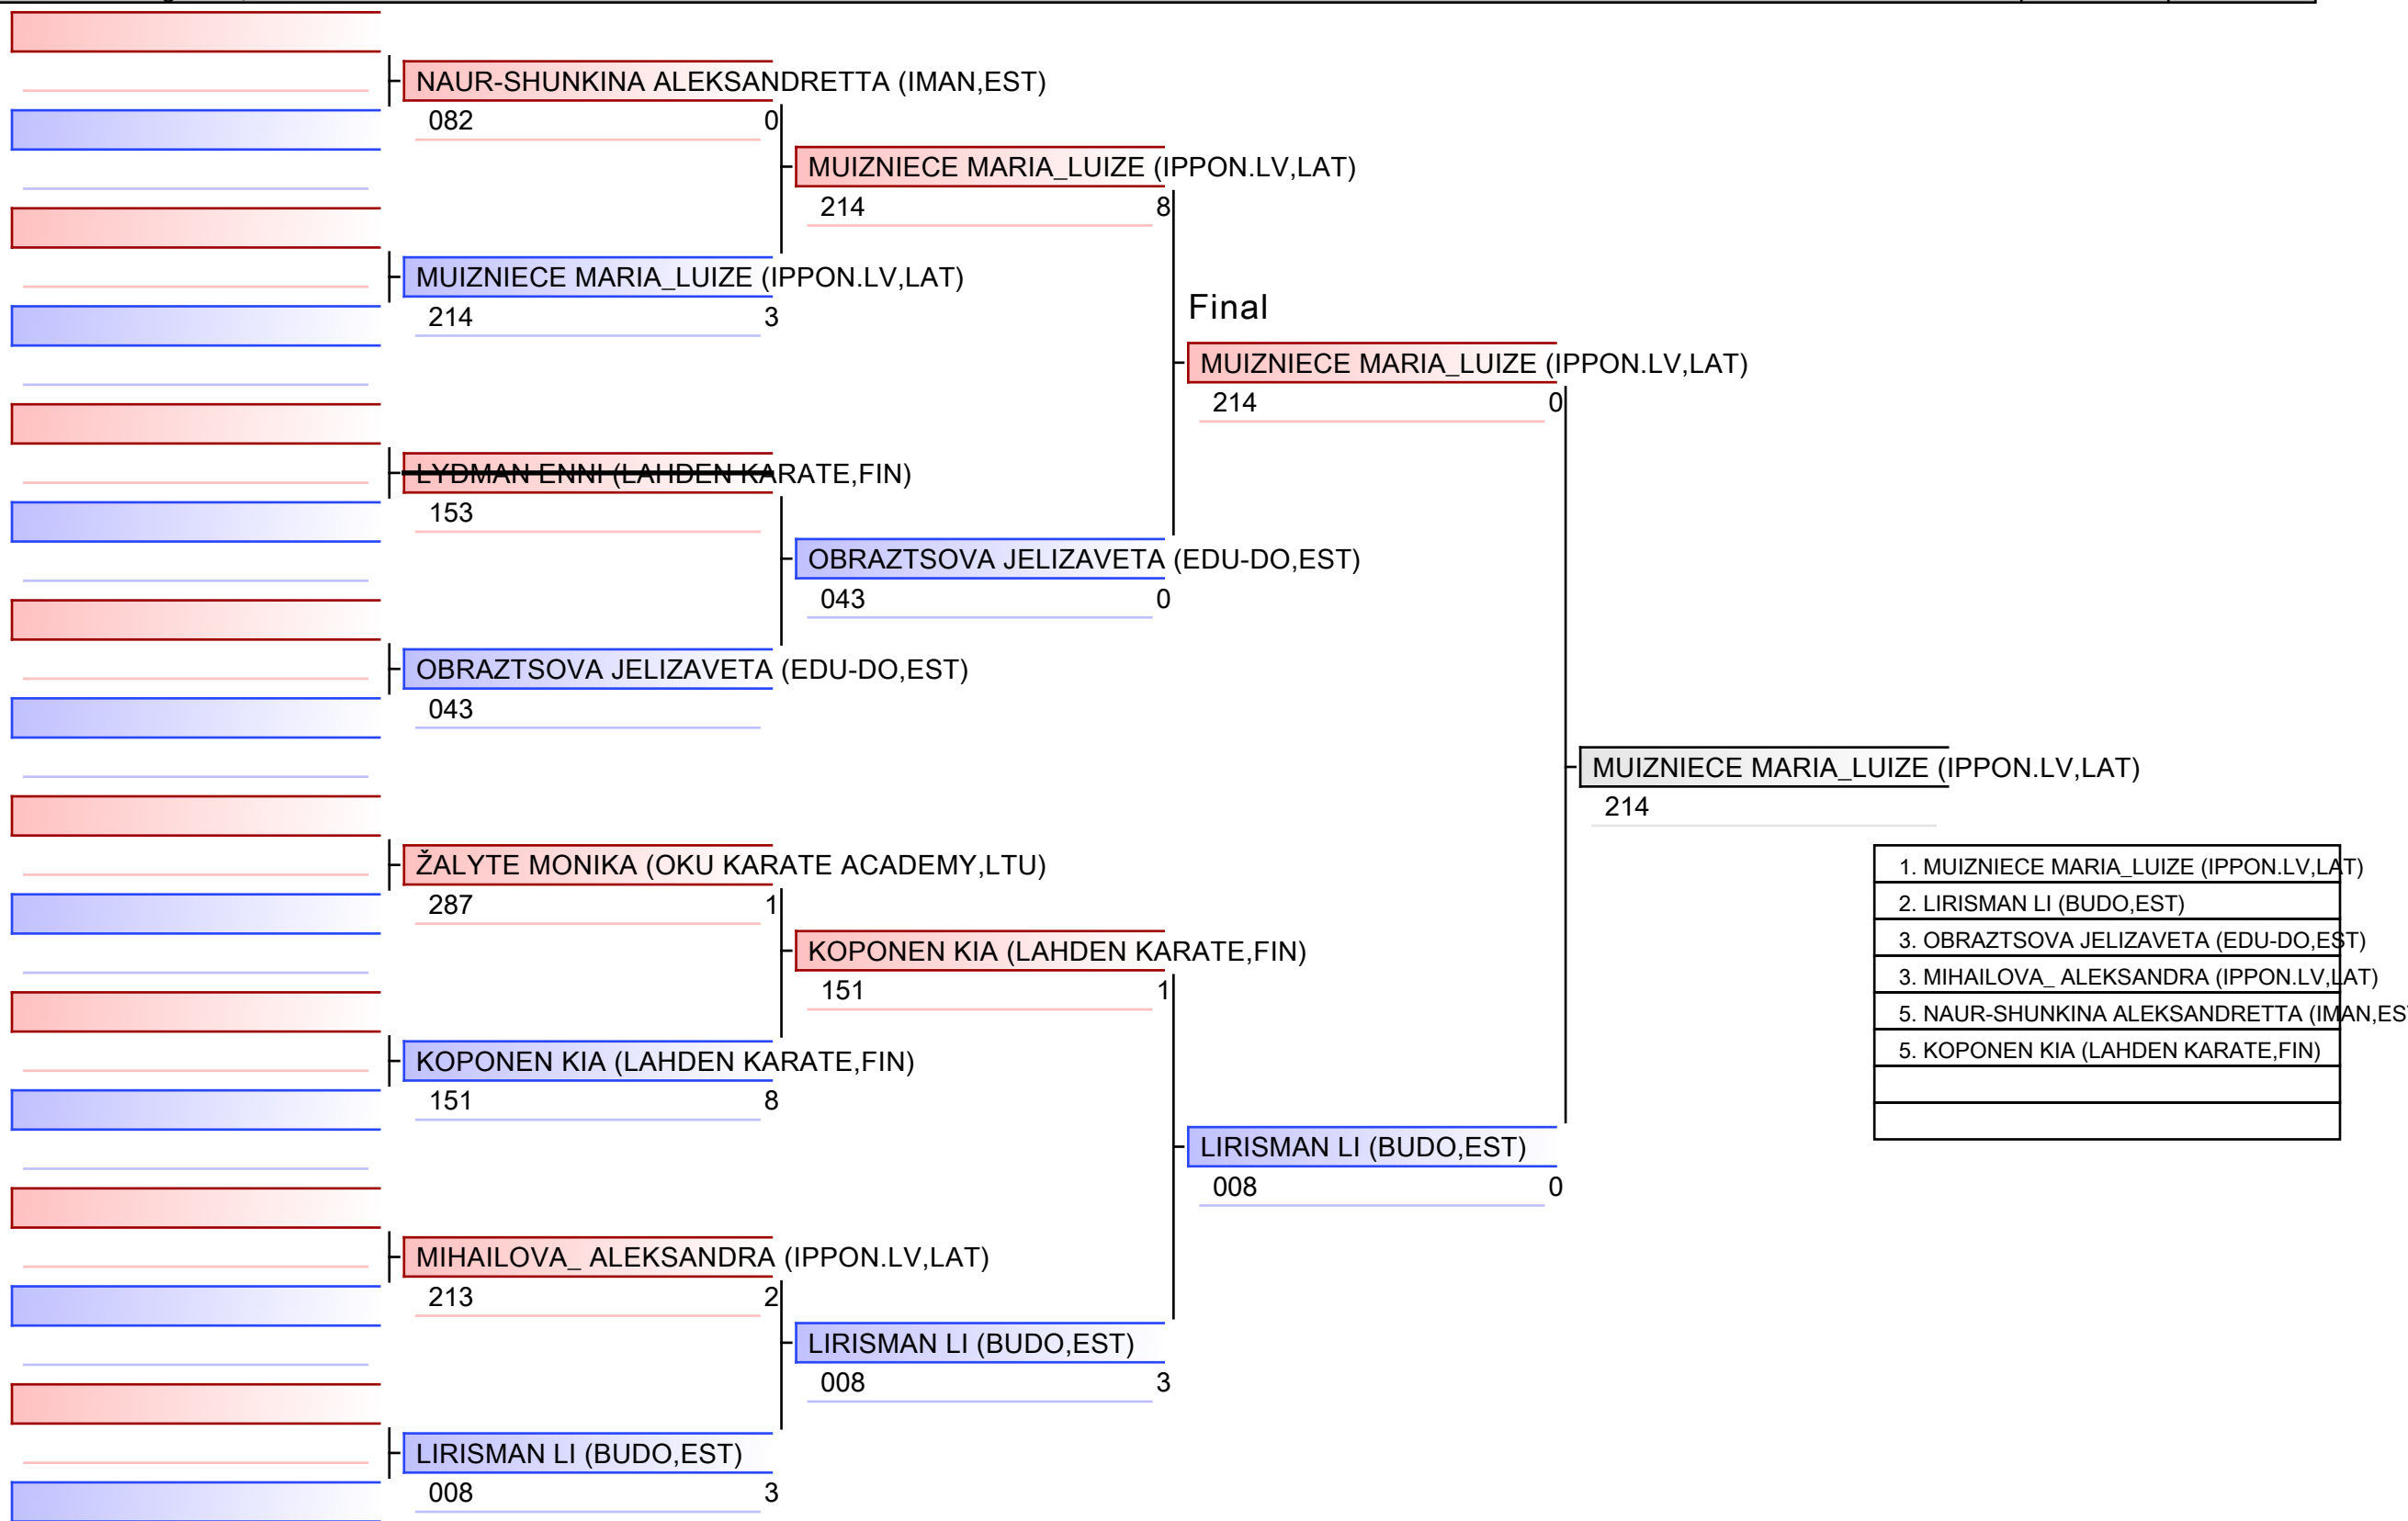 NAUR-SHUNKINA ALEKSANDRETTA (IMAN,EST)
082 0
MUIZNIECE MARIA_LUIZE (IPPON.LV,LAT)
214 8
MUIZNIECE MARIA_LUIZE (IPPON.LV,LAT)
214 3
Final
MUIZNIECE MARIA_LUIZE (IPPON.LV,LAT)
214 0
LYDMAN ENNI (LAHDEN KARATE,FIN)
153
OBRAZTSOVA JELIZAVETA (EDU-DO,EST)
043 0
OBRAZTSOVA JELIZAVETA (EDU-DO,EST)
043
MUIZNIECE MARIA_LUIZE (IPPON.LV,LAT)
214
ŽALYTE MONIKA (OKU KARATE ACADEMY,LTU)
287 1
KOPONEN KIA (LAHDEN KARATE,FIN)
151 1
KOPONEN KIA (LAHDEN KARATE,FIN)
151 8
LIRISMAN LI (BUDO,EST)
008 0
MIHAILOVA_ ALEKSANDRA (IPPON.LV,LAT)
213 2
LIRISMAN LI (BUDO,EST)
008 3
LIRISMAN LI (BUDO,EST)
008 3
1. MUIZNIECE MARIA_LUIZE (IPPON.LV,LAT)
2. LIRISMAN LI (BUDO,EST)
3. OBRAZTSOVA JELIZAVETA (EDU-DO,EST)
3. MIHAILOVA_ ALEKSANDRA (IPPON.LV,LAT)
5. NAUR-SHUNKINA ALEKSANDRETTA (IMAN,ES
5. KOPONEN KIA (LAHDEN KARATE,FIN)